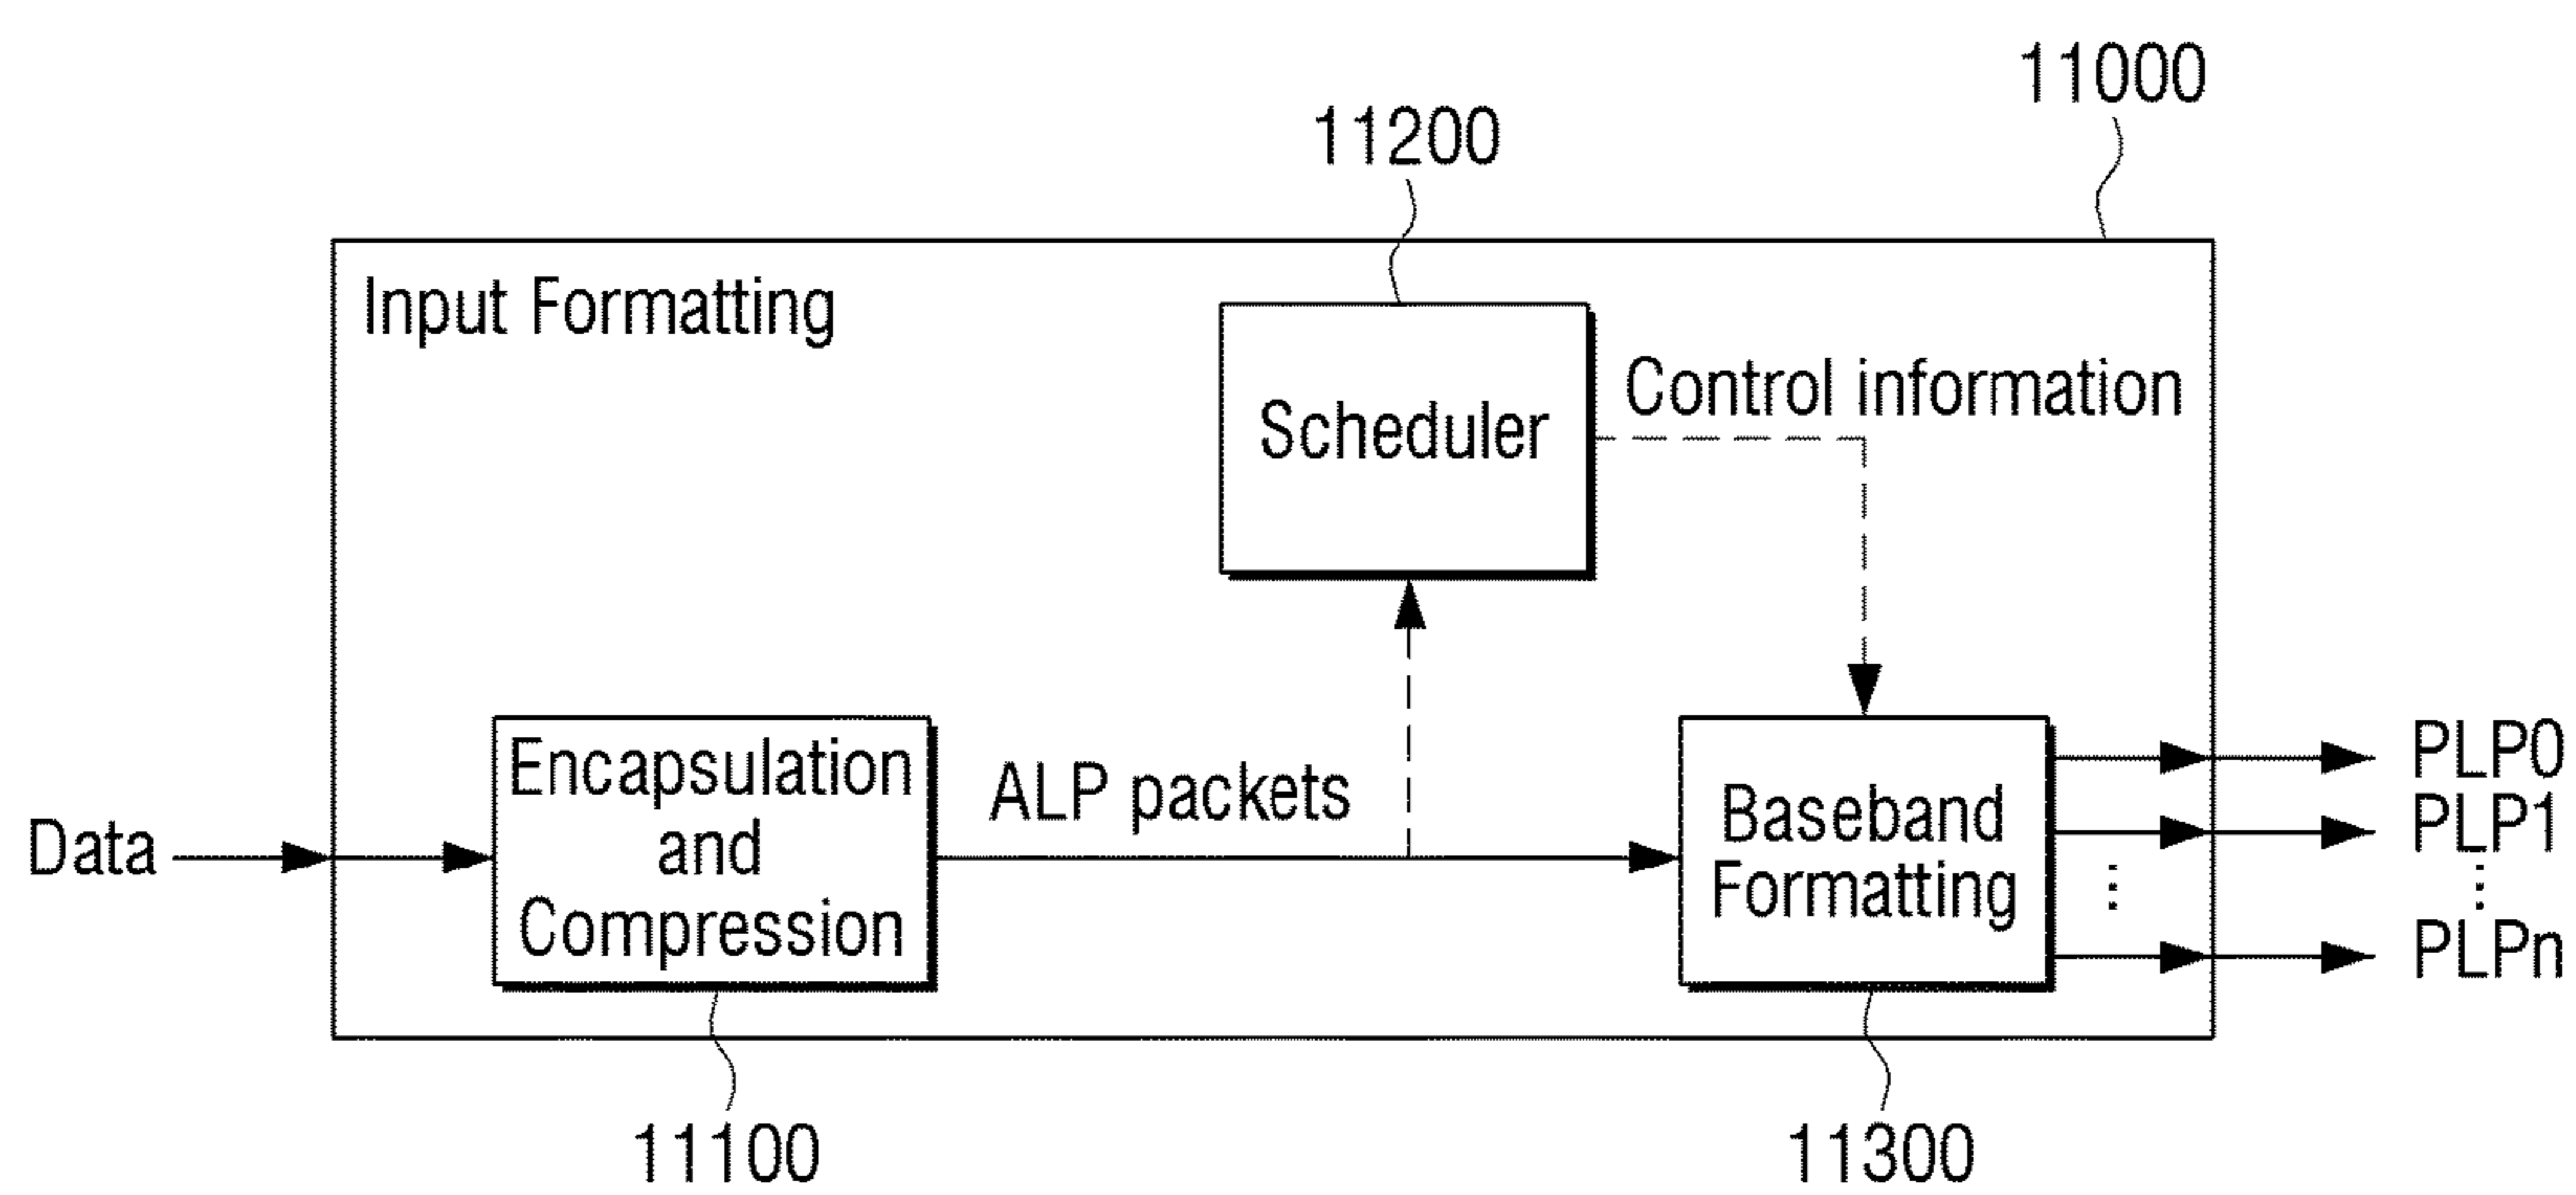 11000
11200
Input Formatting
Scheduler
Control information
Encapsulation
and
Compression
ALP packets
Baseband
Formatting
Data
PLP0
PLP1
⋮
⋮
PLPn
11100
11300